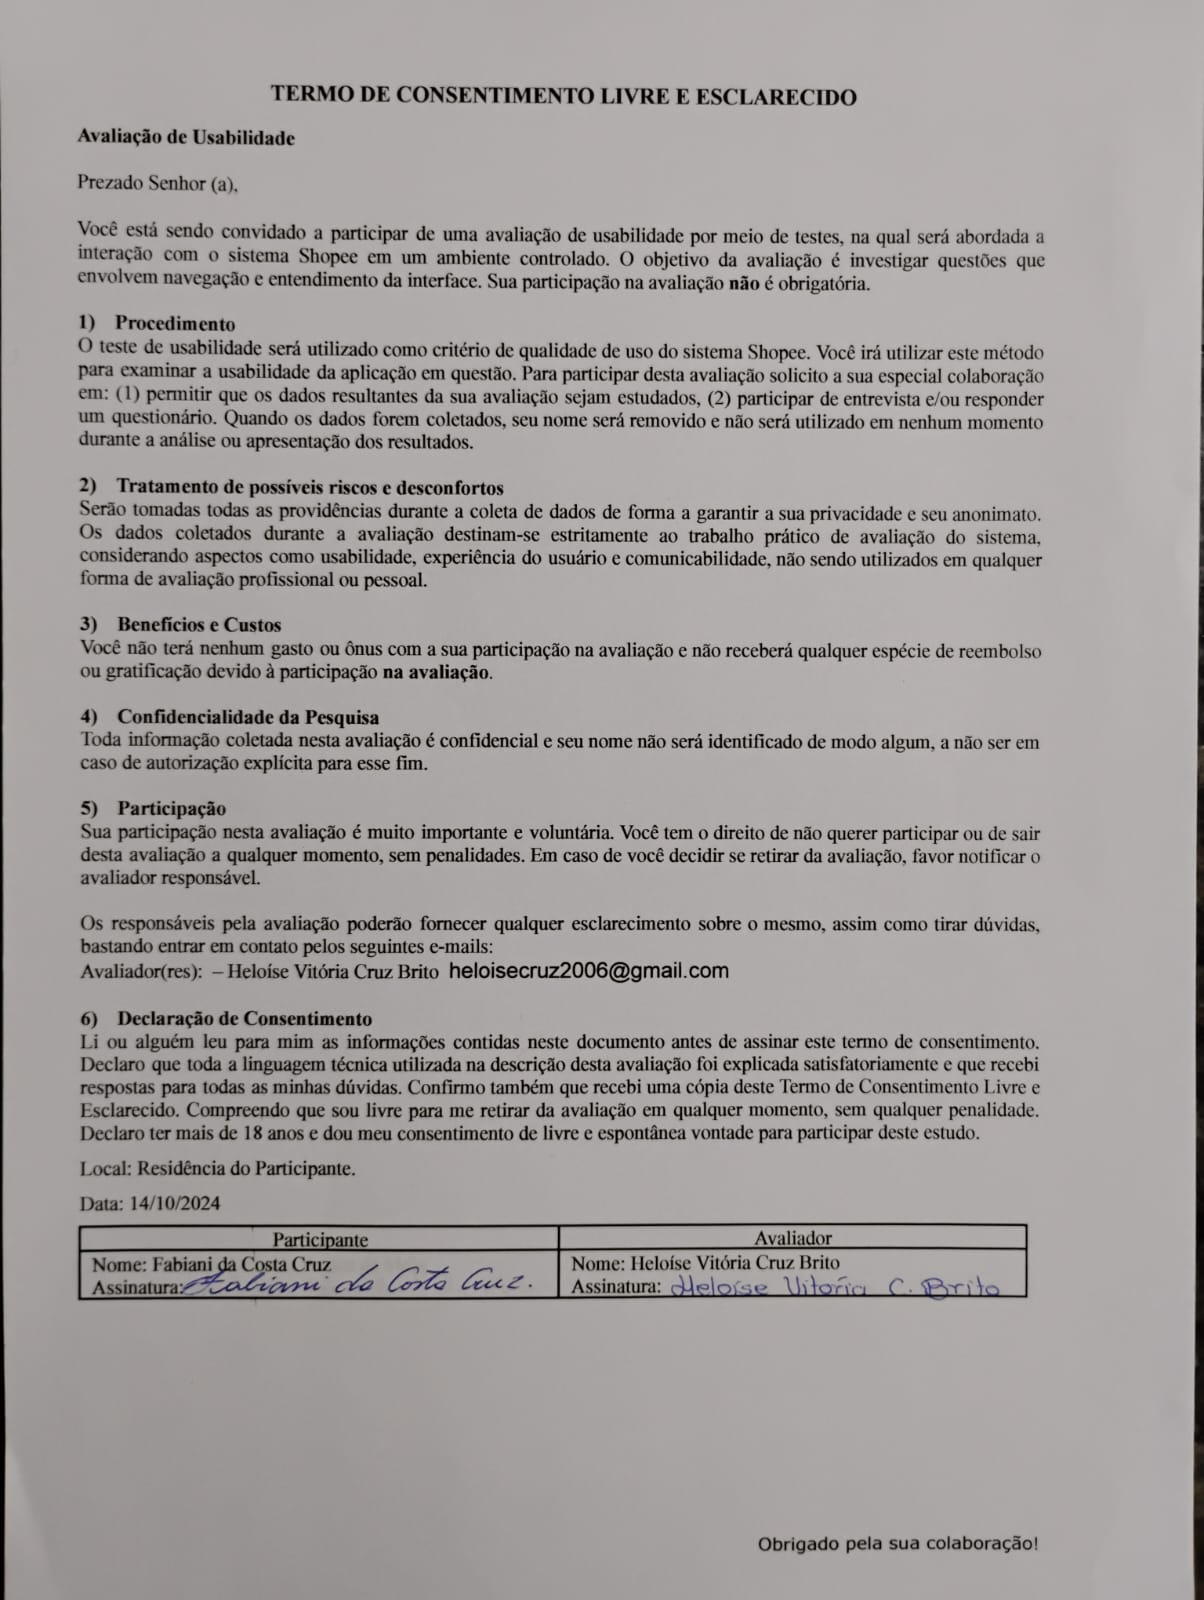 TERMO DE CONSENTIMENTO LIVRE E ESCLARECIDO
Avaliação de Usabilidade
Prezado Senhor (a),
Você está sendo convidado a participar de uma avaliação de usabilidade por meio de testes, na qual será abordada a
interação com o sistema Shopee em um ambiente controlado. O objetivo da avaliação é investigar questões que
envolvem navegação e entendimento da interface. Sua participação na avaliação não é obrigatória.
1) Procedimento
O teste de usabilidade será utilizado como critério de qualidade de uso do sistema Shopee. Você irá utilizar este método
para examinar a usabilidade da aplicação em questão. Para participar desta avaliação solicito a sua especial colaboração
em: (1) permitir que os dados resultantes da sua avaliação sejam estudados, (2) participar de entrevista e/ou responder
um questionário. Quando os dados forem coletados, seu nome será removido e não será utilizado em nenhum momento
durante a análise ou apresentação dos resultados.
2) Tratamento de possíveis riscos e desconfortos
Serão tomadas todas as providências durante a coleta de dados de forma a garantir a sua privacidade e seu anonimato.
Os dados coletados durante a avaliação destinam-se estritamente ao trabalho prático de avaliação do sistema,
considerando aspectos como usabilidade, experiência do usuário e comunicabilidade, não sendo utilizados em qualquer
forma de avaliação profissional ou pessoal.
3) Benefícios e Custos
Você não terá nenhum gasto ou ônus com a sua participação na avaliação e não receberá qualquer espécie de reembolso
ou gratificação devido à participação na avaliação.
4) Confidencialidade da Pesquisa
Toda informação coletada nesta avaliação é confidencial e seu nome não será identificado de modo algum, a não ser em
caso de autorização explícita para esse fim.
5) Participação
Sua participação nesta avaliação é muito importante e voluntária. Você tem o direito de não querer participar ou de sair
desta avaliação a qualquer momento, sem penalidades. Em caso de você decidir se retirar da avaliação, favor notificar o
avaliador responsável.
Os responsáveis pela avaliação poderão fornecer qualquer esclarecimento sobre o mesmo, assim como tirar dúvidas,
bastando entrar em contato pelos seguintes e-mails:
Avaliador(res): – Heloíse Vitória Cruz Brito heloisecruz2006@gmail.com
6) Declaração de Consentimento
Li ou alguém leu para mim as informações contidas neste documento antes de assinar este termo de consentimento.
Declaro que toda a linguagem técnica utilizada na descrição desta avaliação foi explicada satisfatoriamente e que recebi
respostas para todas as minhas dúvidas. Confirmo também que recebi uma cópia deste Termo de Consentimento Livre e
Esclarecido. Compreendo que sou livre para me retirar da avaliação em qualquer momento, sem qualquer penalidade.
Declaro ter mais de 18 anos e dou meu consentimento de livre e espontânea vontade para participar deste estudo.
Local: Residência do Participante.
Data: 14/10/2024
Participante Avaliador
Nome: Fabiani da Costa Cruz Nome: Heloíse Vitória Cruz Brito
Assinatura: Fabiani da Costa Cruz. Assinatura: Heloíse Vitória C. Brito
Obrigado pela sua colaboração!